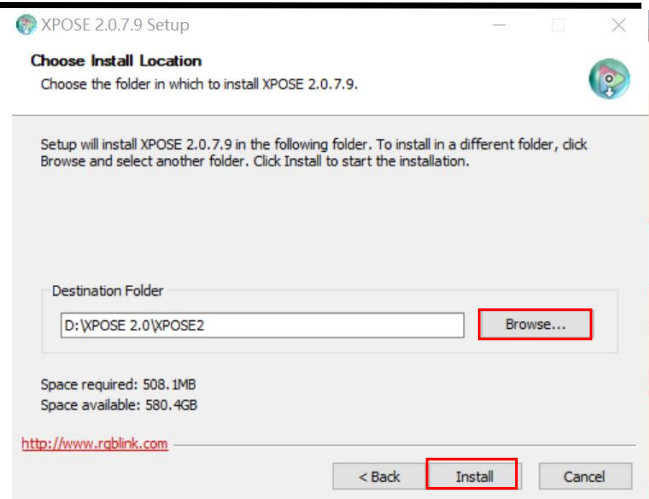 XPOSE 2.0.7.9 Setup
Choose Install Location
Choose the folder in which to install XPOSE 2.0.7.9.
Setup will install XPOSE 2.0.7.9 in the following folder. To install in a different folder, click
Browse and select another folder. Click Install to start the installation.
Destination Folder
D:\XPOSE 2.0\XPOSE2
Browse...
Space required: 508.1MB
Space available: 580.4GB
http://www.rgblink.com
< Back
Install
Cancel